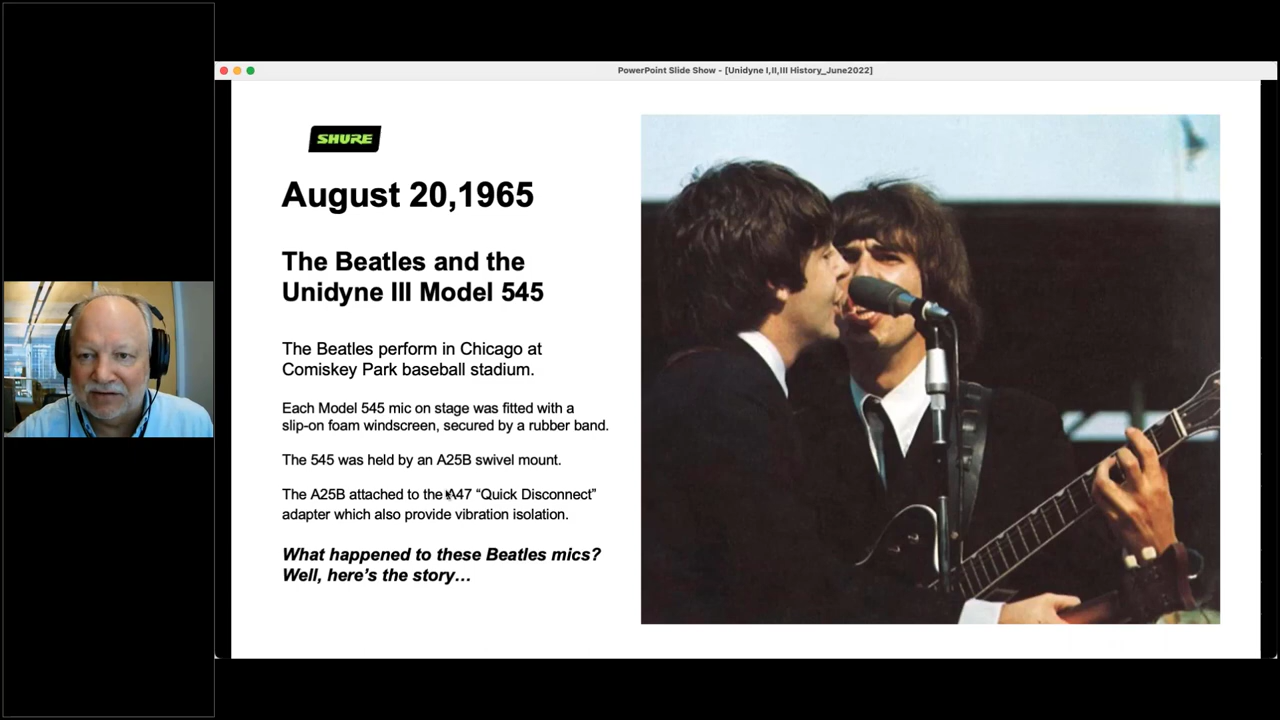 PowerPoint Slide Show - [Unidyne I,II,III History_June2022]
SHURE
August 20,1965
The Beatles and the
Unidyne III Model 545
The Beatles perform in Chicago at
Comiskey Park baseball stadium.
Each Model 545 mic on stage was fitted with a
slip-on foam windscreen, secured by a rubber band.
The 545 was held by an A25B swivel mount.
The A25B attached to the A47 “Quick Disconnect”
adapter which also provide vibration isolation.
What happened to these Beatles mics?
Well, here’s the story…